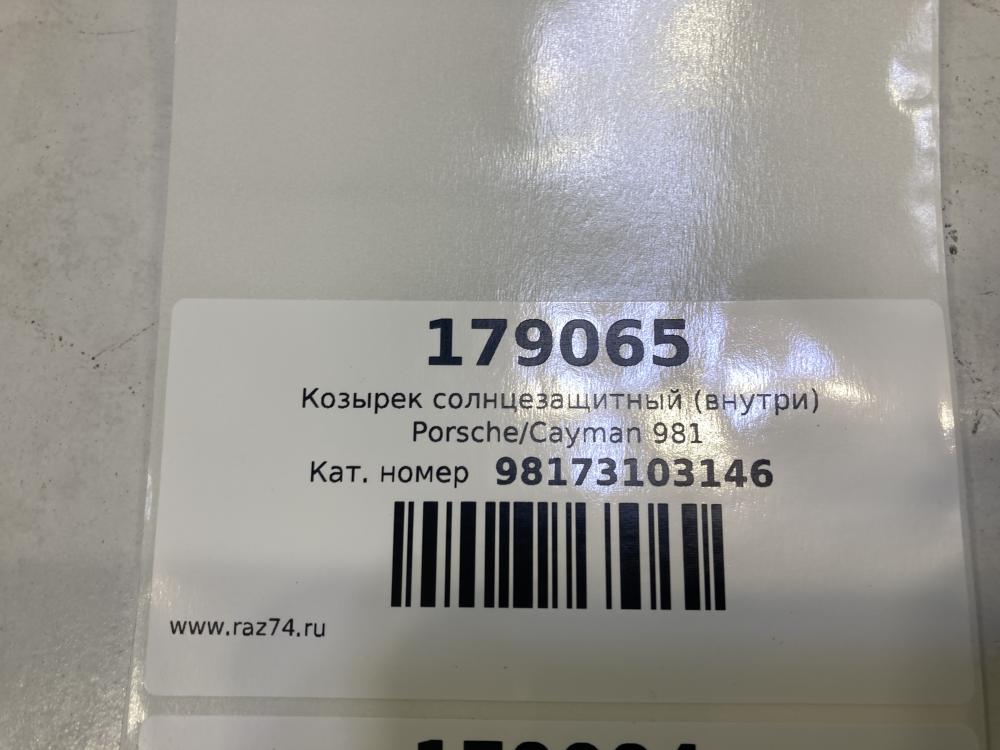 179065
Козырек солнцезащитный (внутри)
Porsche/Cayman 981
Кат. номер 98173103146
www.raz74.ru